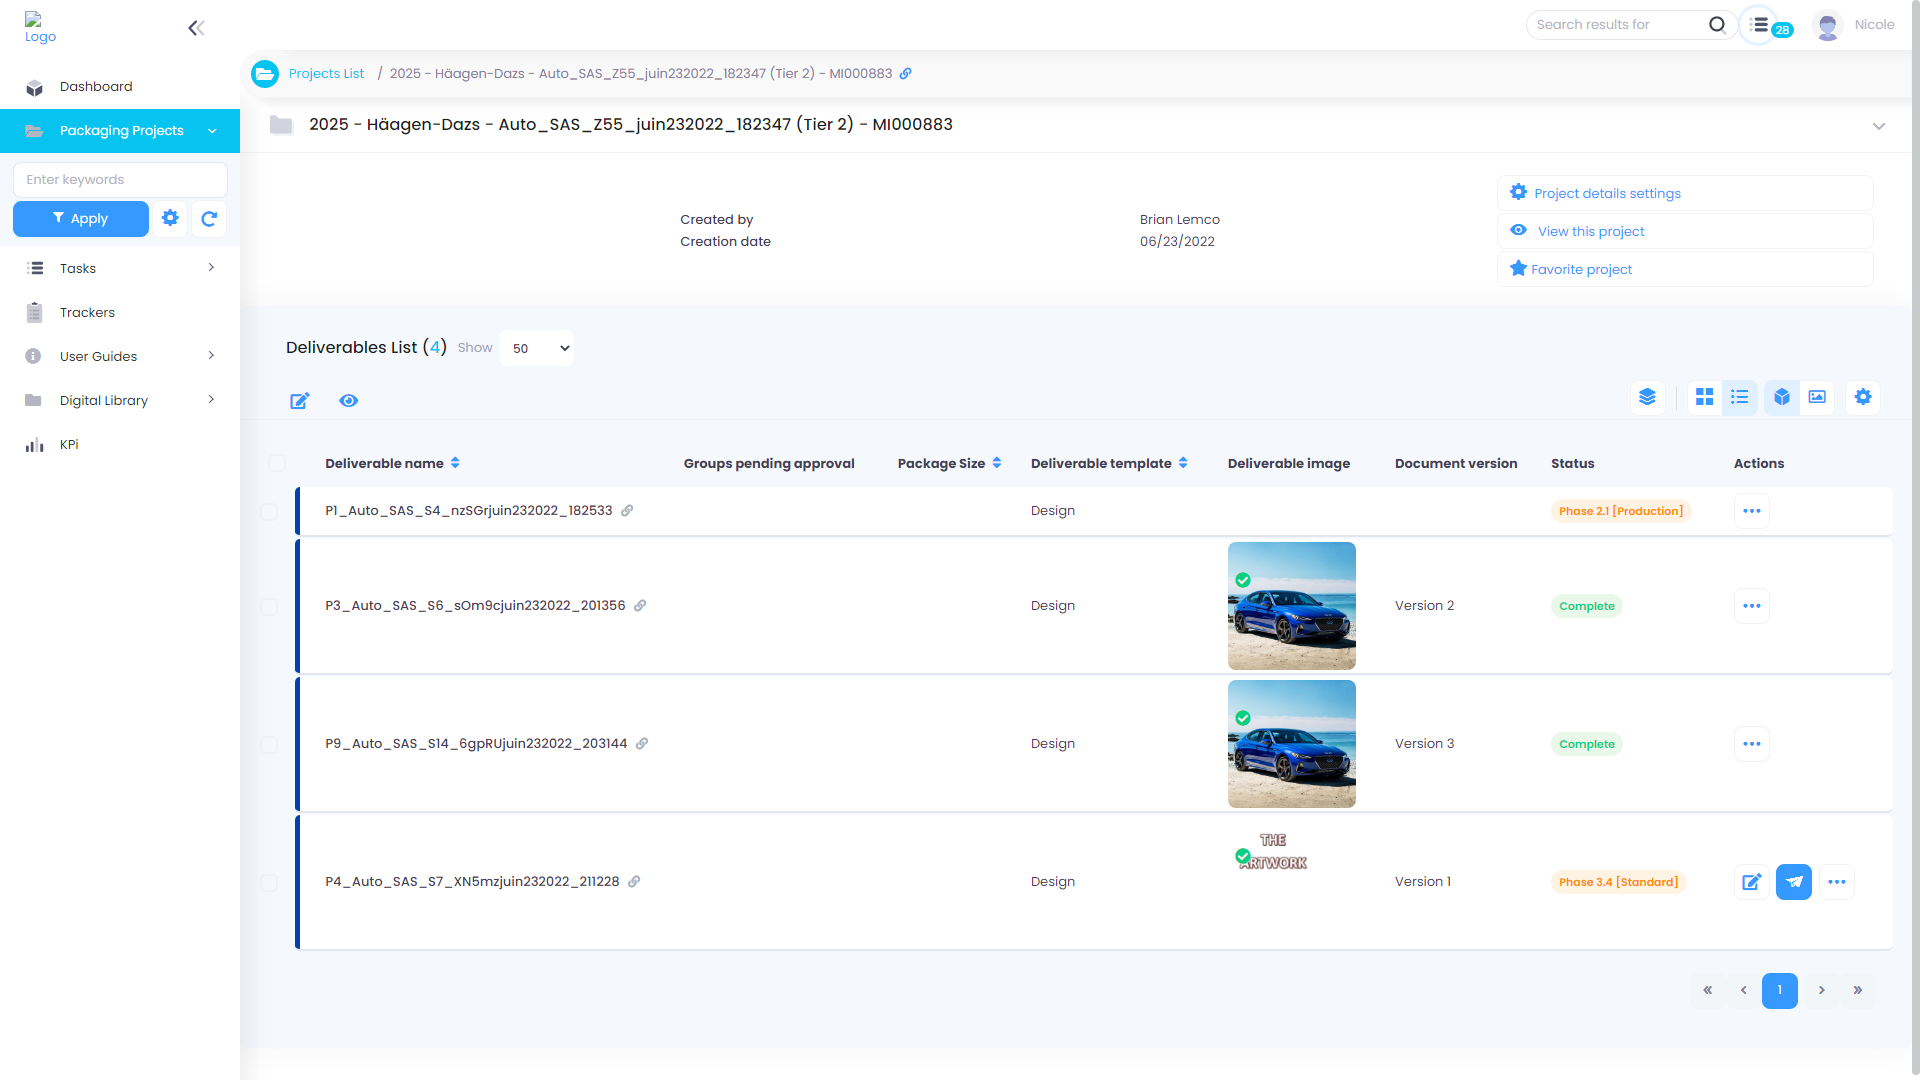 Logo
Search results for
28
Nicole
Dashboard
Packaging Projects
Enter keywords
Apply
Tasks
Trackers
User Guides
Digital Library
KPi
Projects List / 2025 - Häagen-Dazs - Auto_SAS_Z55_juin232022_182347 (Tier 2) - MI000883
2025 - Häagen-Dazs - Auto_SAS_Z55_juin232022_182347 (Tier 2) - MI000883
Created by Brian Lemco
Creation date 06/23/2022
Project details settings
View this project
Favorite project
Deliverables List (4) Show 50
Deliverable name Groups pending approval Package Size Deliverable template Deliverable image Document version Status Actions
P1_Auto_SAS_S4_nzSGrjuin232022_182533 Design Phase 2.1 [Production]
P3_Auto_SAS_S6_sOm9cjuin232022_201356 Design Version 2 Complete
P9_Auto_SAS_S14_6gpRUjuin232022_203144 Design Version 3 Complete
THE
ARTWORK
P4_Auto_SAS_S7_XN5mzjuin232022_211228 Design Version 1 Phase 3.4 [Standard]
« ‹ 1 › »